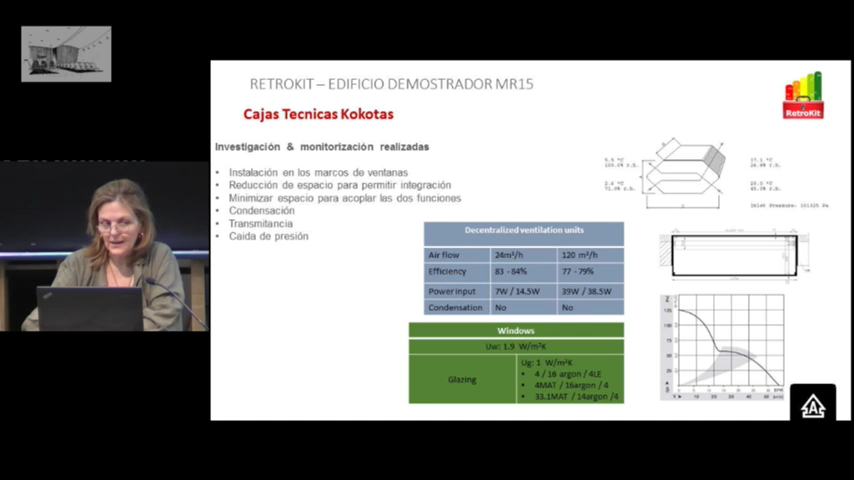 RETROKIT – EDIFICIO DEMOSTRADOR MR15
RetroKit
Cajas Tecnicas Kokotas
Investigación & monitorización realizadas
• Instalación en los marcos de ventanas
• Reducción de espacio para permitir integración
• Minimizar espacio para acoplar las dos funciones
• Condensación
• Transmitancia
• Caida de presión
Decentralized ventilation units
Air flow 24m³/h 120 m³/h
Efficiency 83 - 84% 77 - 79%
Power input 7W / 14.5W 39W / 38.5W
Condensation No No
Windows
Uw: 1.9 W/m²K
Glazing
Ug: 1 W/m²K
• 4 / 16 argon / 4LE
• 4MAT / 16argon / 4
• 33.1MAT / 14argon /4
Inlet Pressure: 101325 Pa
A